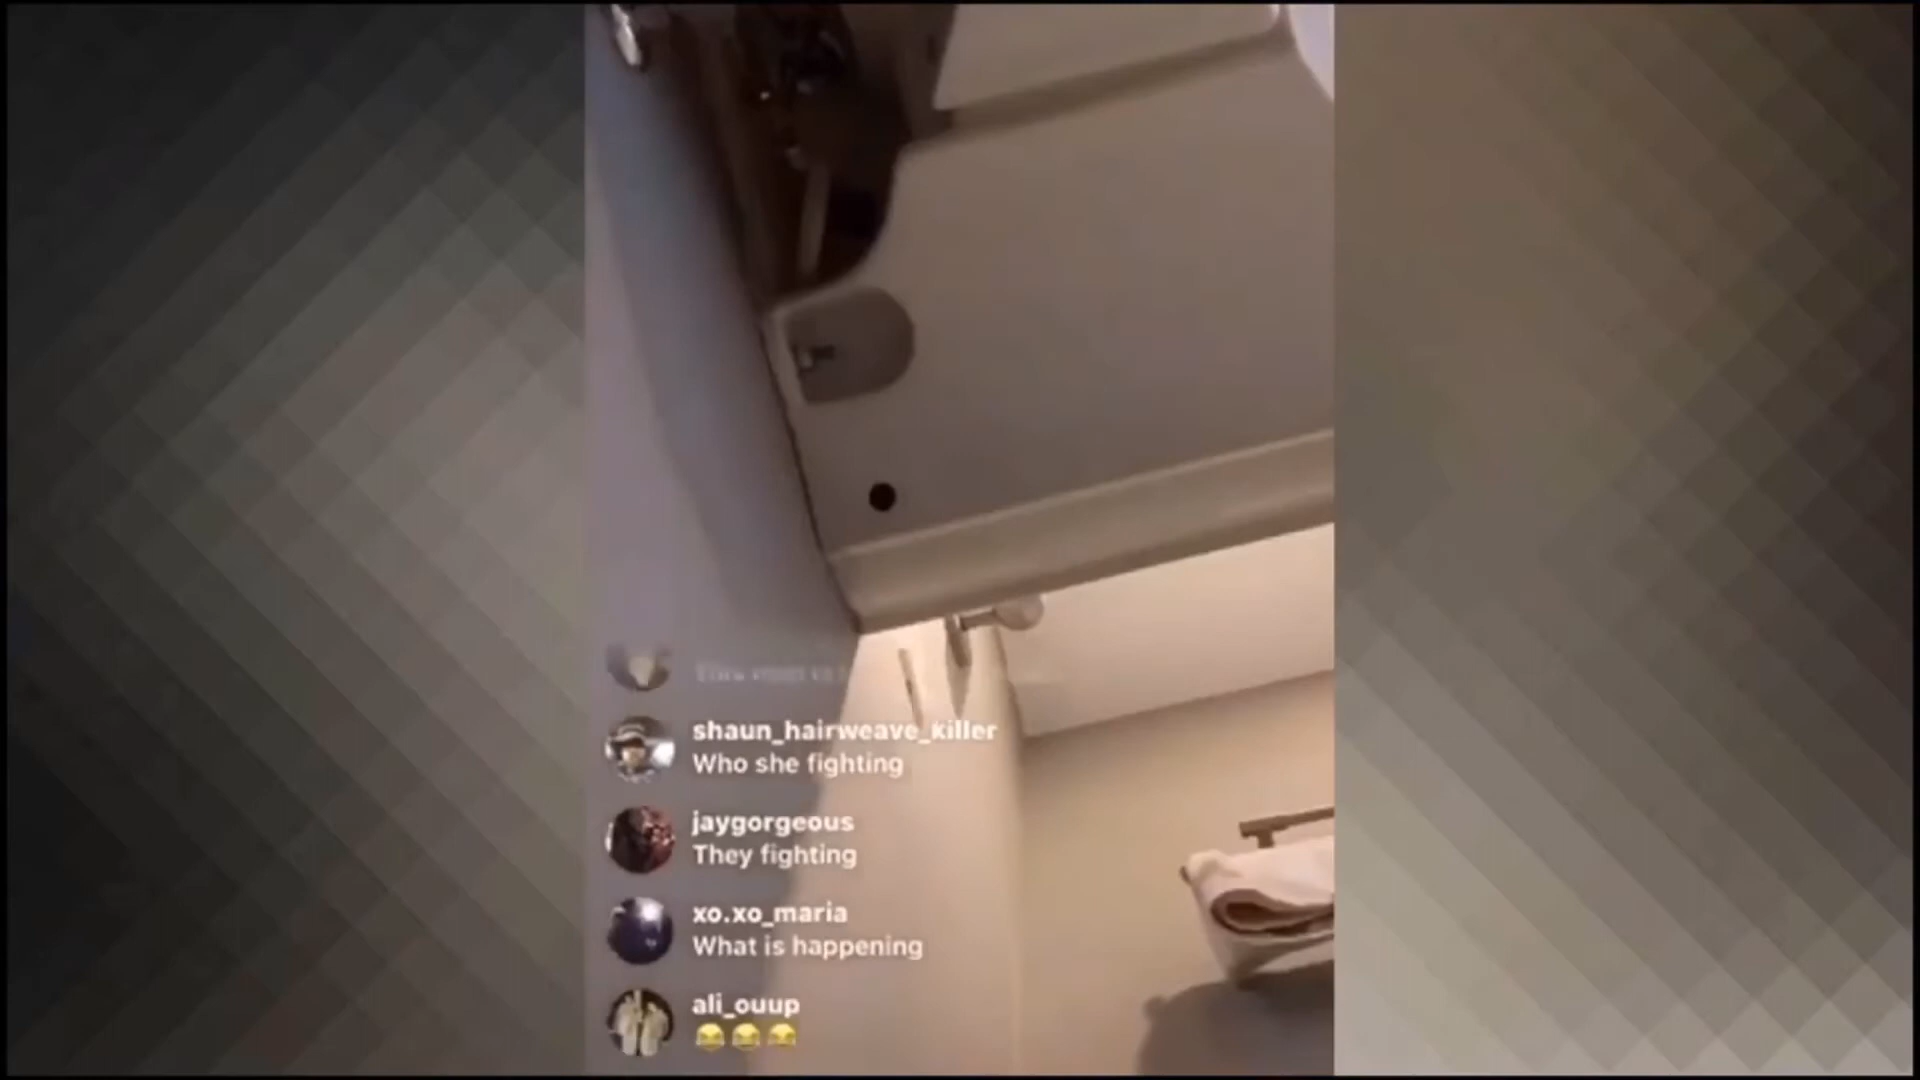 shaun_hairweave_killer
Who she fighting
jaygorgeous
They fighting
xo.xo_maria
What is happening
ali_ouup
😂😂😂